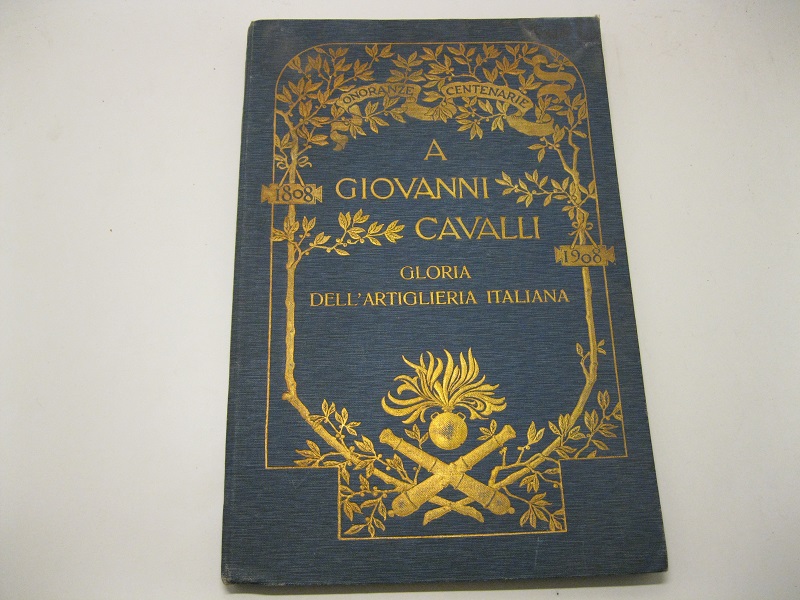 ONORANZE CENTENARIE
A
GIOVANNI
1808
CAVALLI
1908
GLORIA
DELL'ARTIGLIERIA ITALIANA